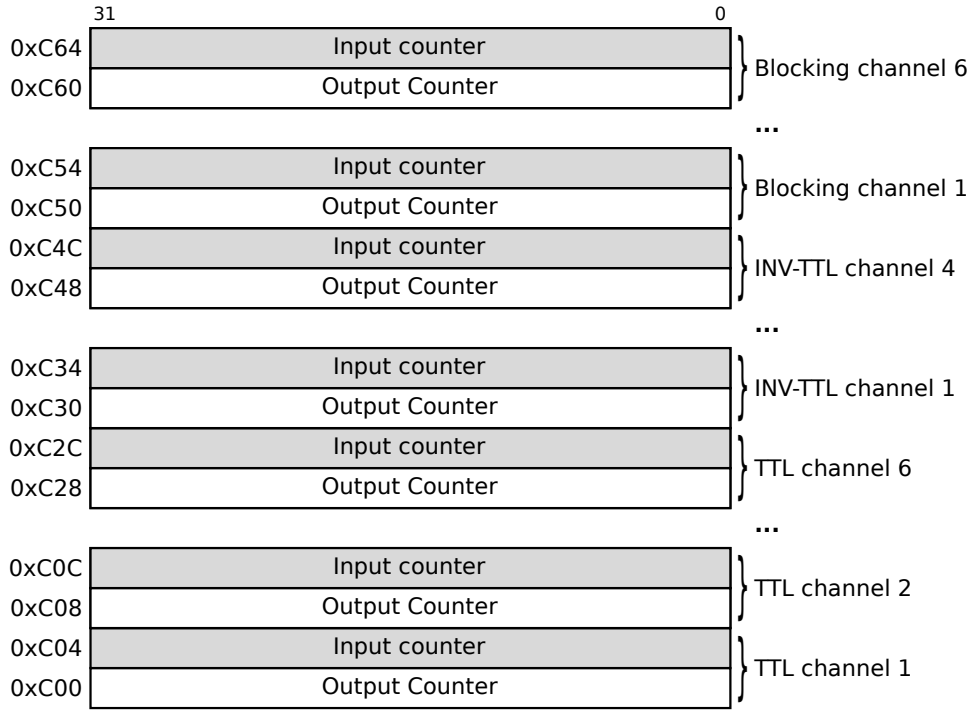 31 0
0xC64 Input counter
0xC60 Output Counter
Blocking channel 6
...
0xC54 Input counter
0xC50 Output Counter
Blocking channel 1
0xC4C Input counter
0xC48 Output Counter
INV-TTL channel 4
...
0xC34 Input counter
0xC30 Output Counter
INV-TTL channel 1
0xC2C Input counter
0xC28 Output Counter
TTL channel 6
...
0xC0C Input counter
0xC08 Output Counter
TTL channel 2
0xC04 Input counter
0xC00 Output Counter
TTL channel 1